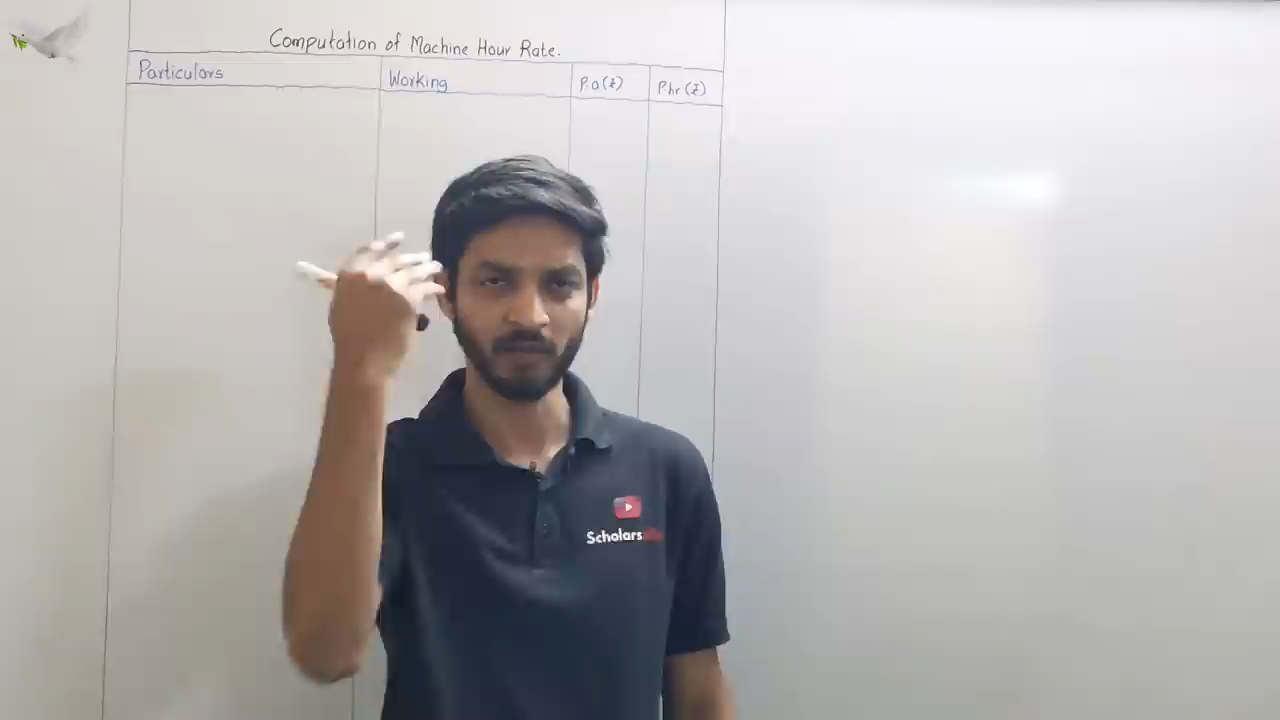 Computation of Machine Hour Rate.
Particulars
Working
P.a(₹)
P.hr(₹)
Scholars